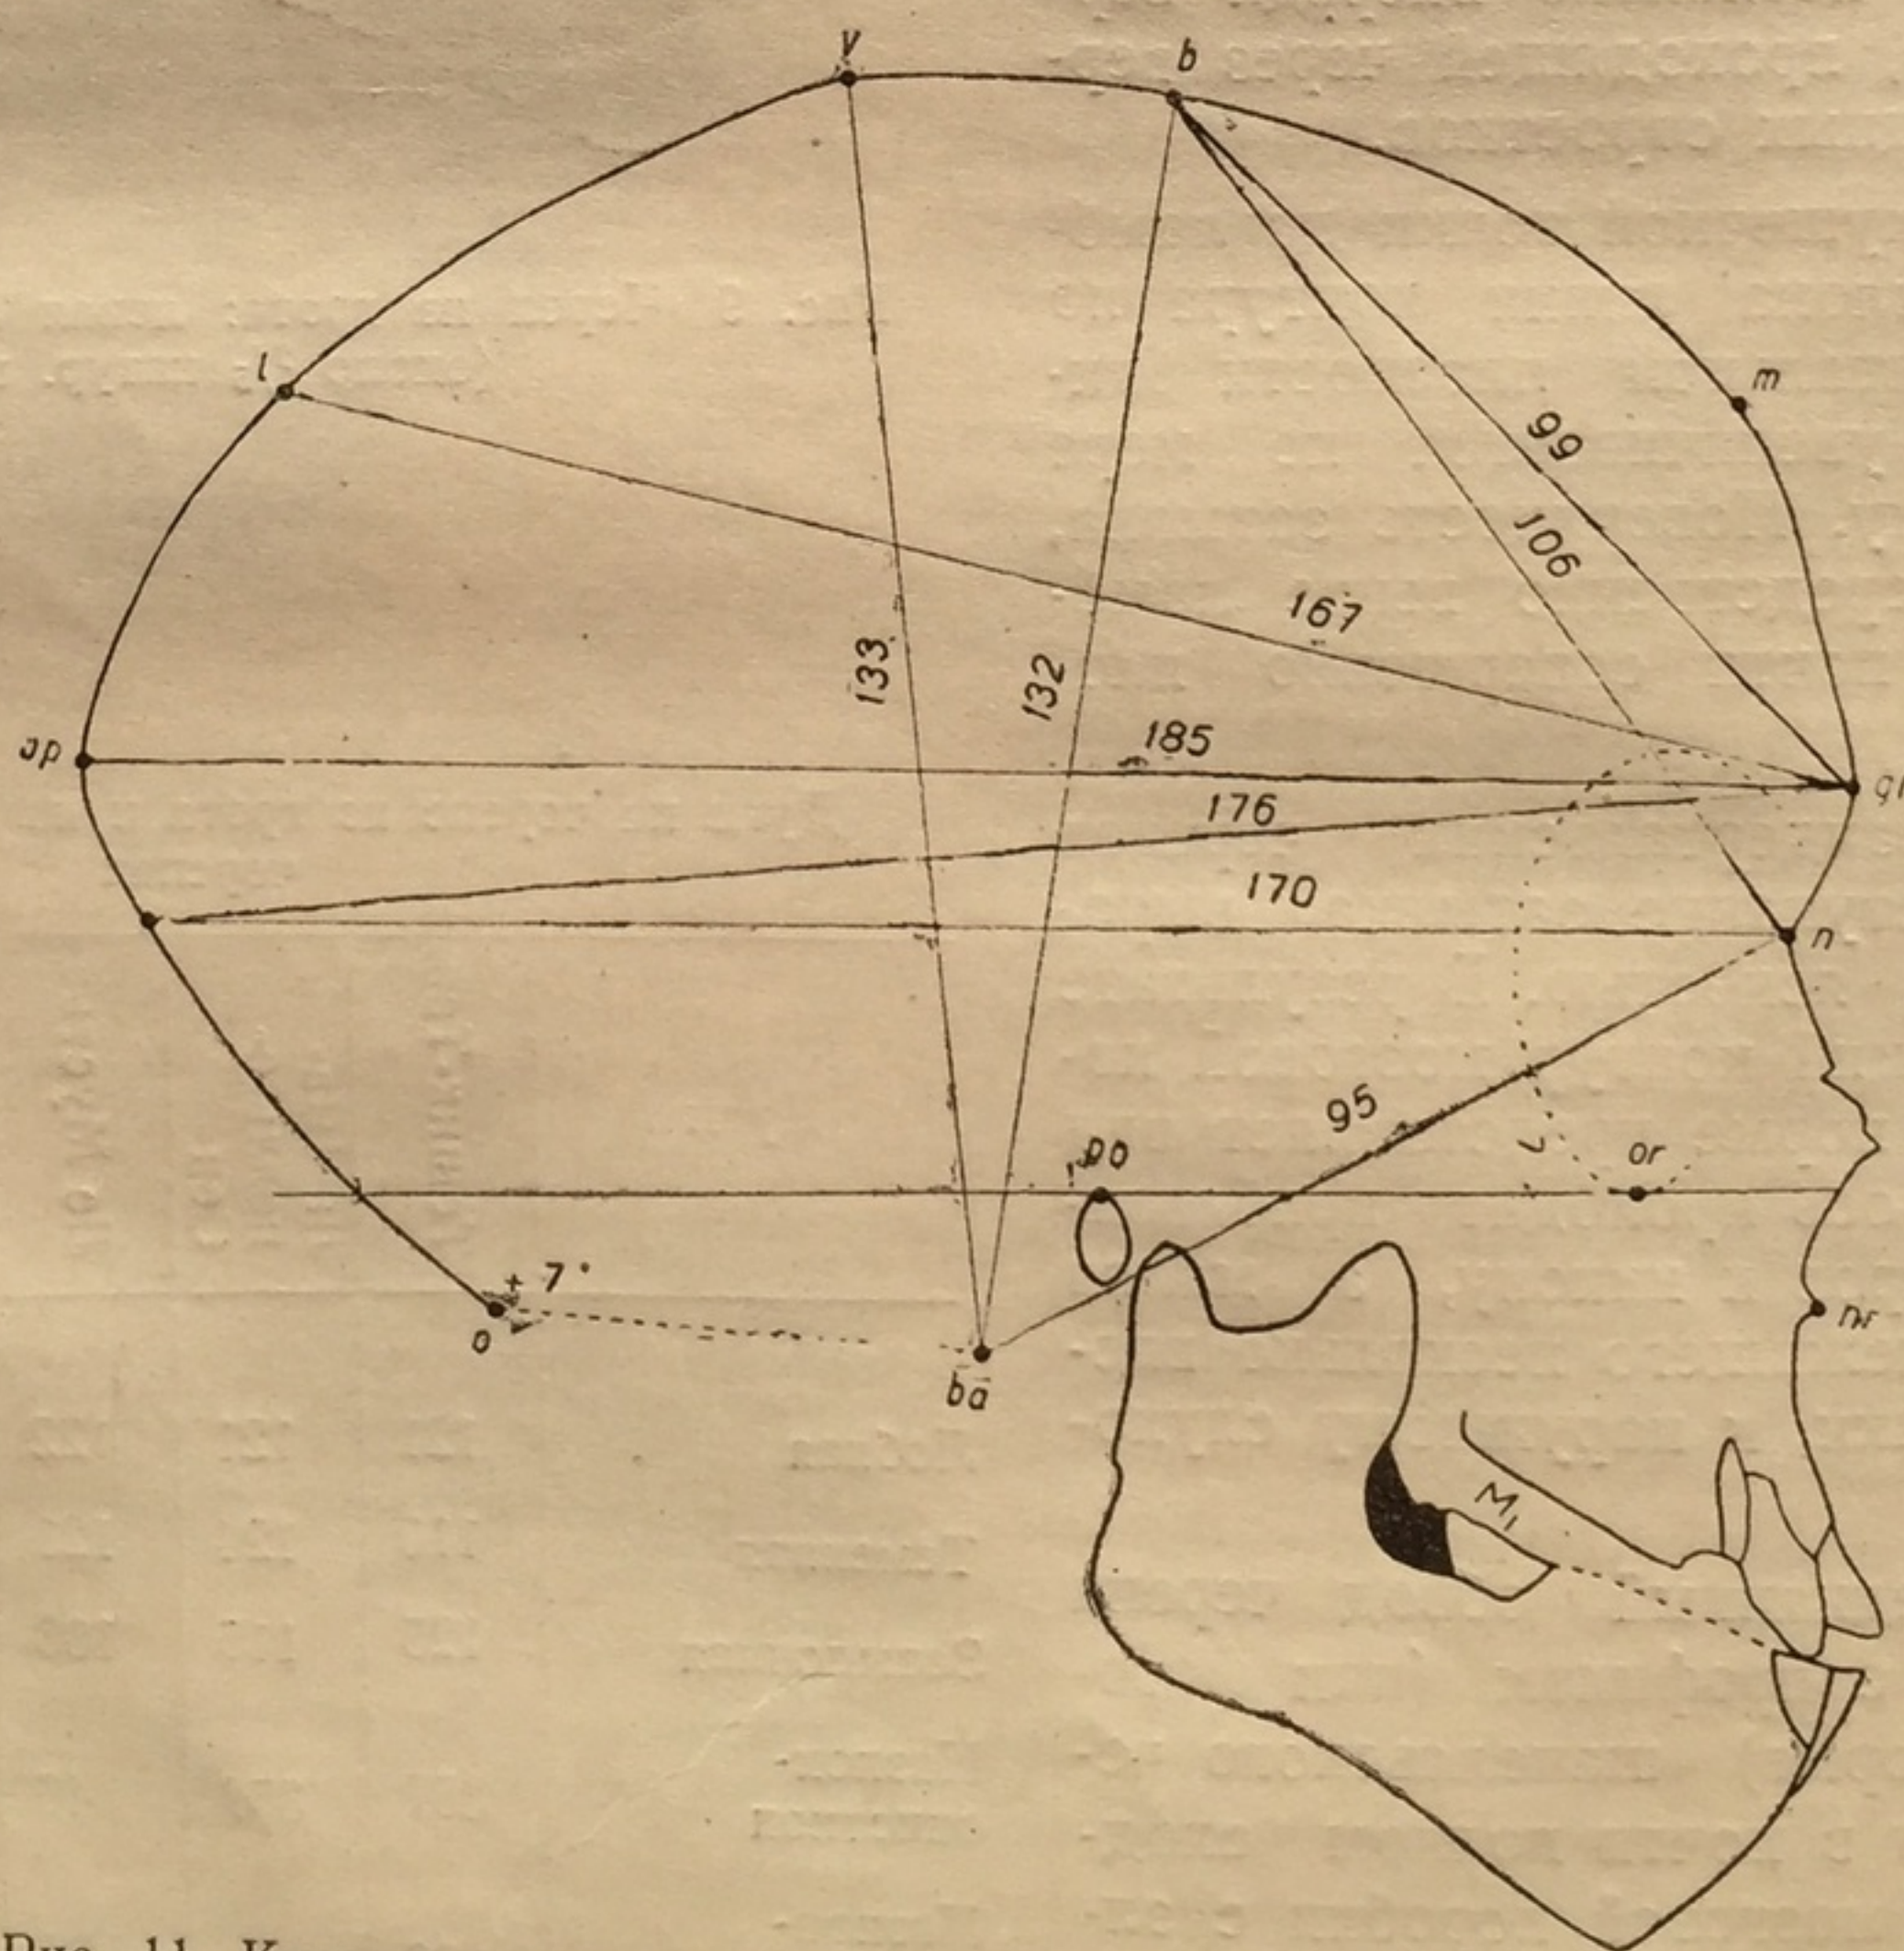 v
b
l
m
99
106
167
133
132
op
185
gl
176
170
n
95
po
or
+ 7°
o
ba
nr
M₁
Рис. 11. К